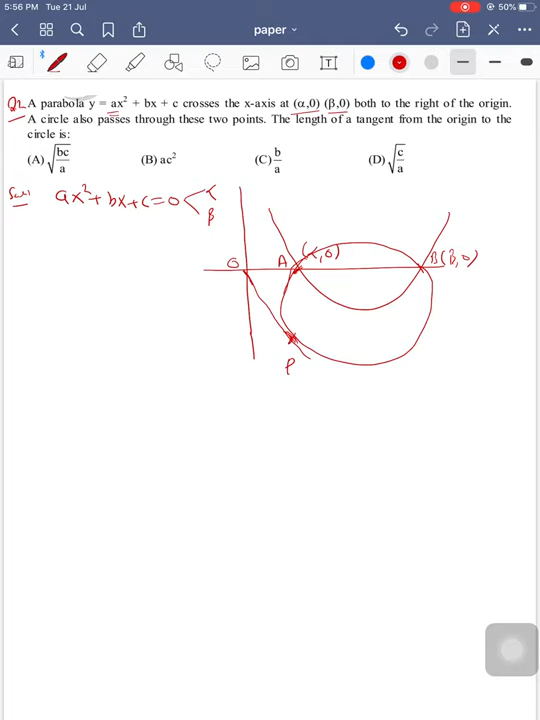 5:56 PM Tue 21 Jul
50%
paper
Q2 A parabola y = ax² + bx + c crosses the x-axis at (α,0) (β,0) both to the right of the origin.
A circle also passes through these two points. The length of a tangent from the origin to the
circle is:
(A) √(bc/a) (B) ac² (C) b/a (D) √(c/a)
Sol: ax² + bx + c = 0 < α
β
O A (α, 0) B(β, 0)
P